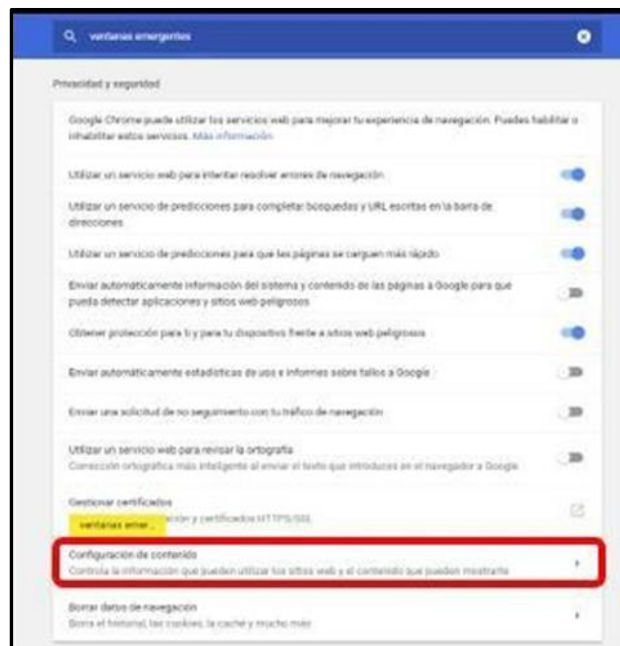 ventanas emergentes
Privacidad y seguridad
Google Chrome puede utilizar los servicios web para mejorar tu experiencia de navegación. Puedes habilitar o
inhabilitar estos servicios. Más información
Utilizar un servicio web para intentar resolver errores de navegación
Utilizar un servicio de predicciones para completar búsquedas y URL escritas en la barra de
direcciones
Utilizar un servicio de predicciones para que las páginas se carguen más rápido
Enviar automáticamente información del sistema y contenido de las páginas a Google para que
pueda detectar aplicaciones y sitios web peligrosos
Obtener protección para ti y para tu dispositivo frente a sitios web peligrosos
Enviar automáticamente estadísticas de uso e informes sobre fallos a Google
Enviar una solicitud de no seguimiento con tu tráfico de navegación
Utilizar un servicio web para revisar la ortografía
Corrección ortográfica más inteligente al enviar el texto que introduces en el navegador a Google
Gestionar certificados
ventanas emer...
y certificados HTTPS/SSL
Configuración de contenido
Controla la información que pueden utilizar los sitios web y el contenido que pueden mostrarte
Borrar datos de navegación
Borra el historial, las cookies, la caché y mucho más